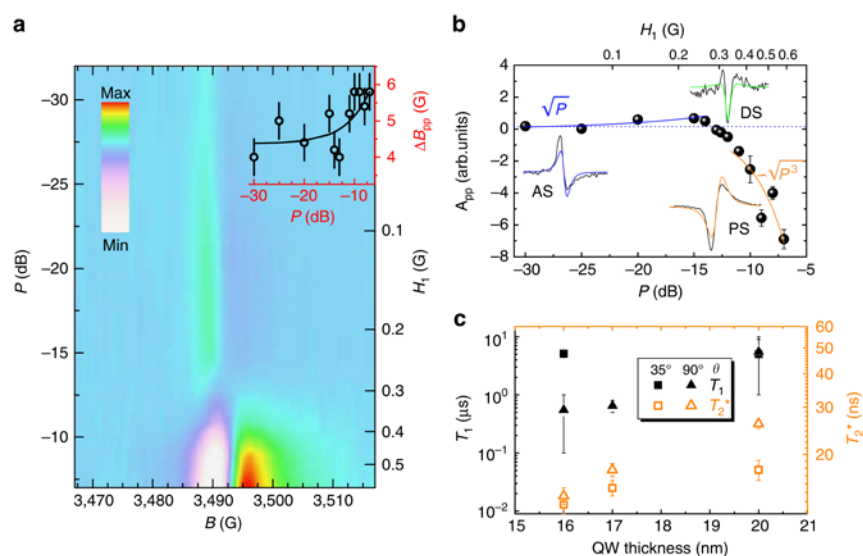 a
Max
Min
−30
−25
−20
−15
−10
P (dB)
3,470
3,480
3,490
3,500
3,510
B (G)
0.1
0.2
0.3
0.4
0.5
H1 (G)
6
5
4
ΔBpp (G)
−30
−20
−10
P (dB)
b
H1 (G)
0.1
0.2
0.3
0.4
0.5
0.6
4
2
0
−2
−4
−6
−8
App (arb.units)
√P
DS
AS
−√P3
PS
−30
−25
−20
−15
−10
−5
P (dB)
c
101
100
10−1
10−2
T1 (μs)
35° 90° θ
T1
T2*
60
50
40
30
20
T2* (ns)
15
16
17
18
19
20
21
QW thickness (nm)